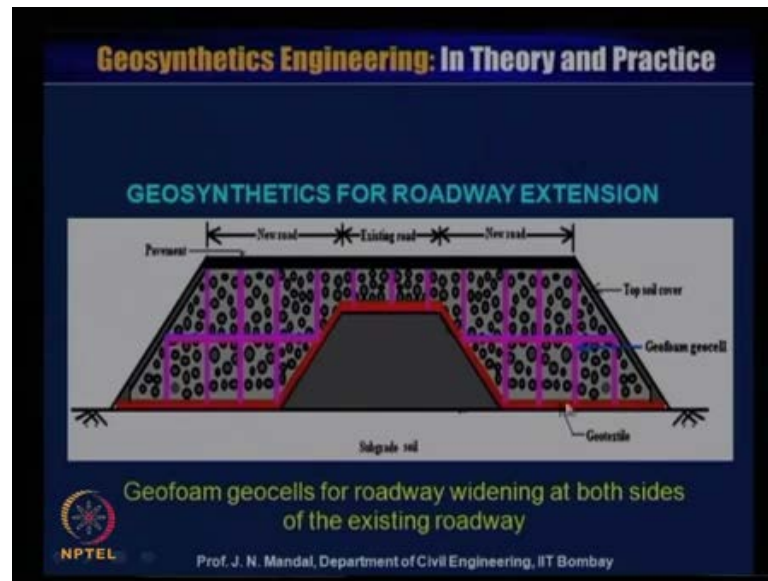 Geosynthetics Engineering: In Theory and Practice
GEOSYNTHETICS FOR ROADWAY EXTENSION
New road
Existing road
New road
Pavement
Top soil cover
Geofoam geocell
Geotextile
Subgrade soil
Geofoam geocells for roadway widening at both sides
of the existing roadway
NPTEL
Prof. J. N. Mandal, Department of Civil Engineering, IIT Bombay